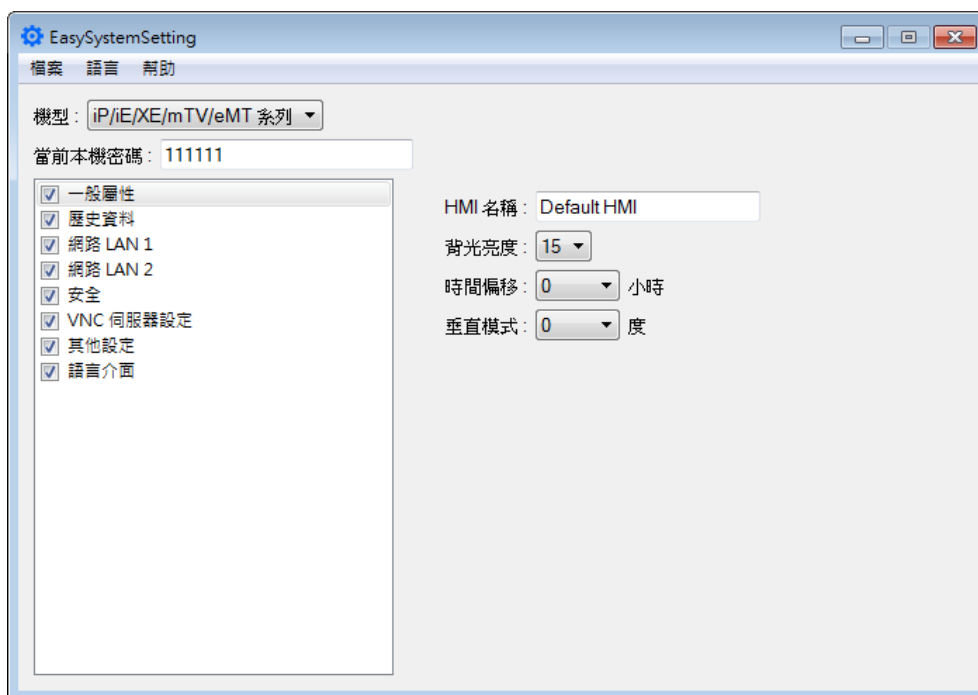 EasySystemSetting
檔案 語言 幫助
機型 : iP/iE/XE/mTV/eMT 系列
當前本機密碼 : 111111
一般屬性
歷史資料
網路 LAN 1
網路 LAN 2
安全
VNC 伺服器設定
其他設定
語言介面
HMI 名稱 : Default HMI
背光亮度 : 15
時間偏移 : 0 小時
垂直模式 : 0 度